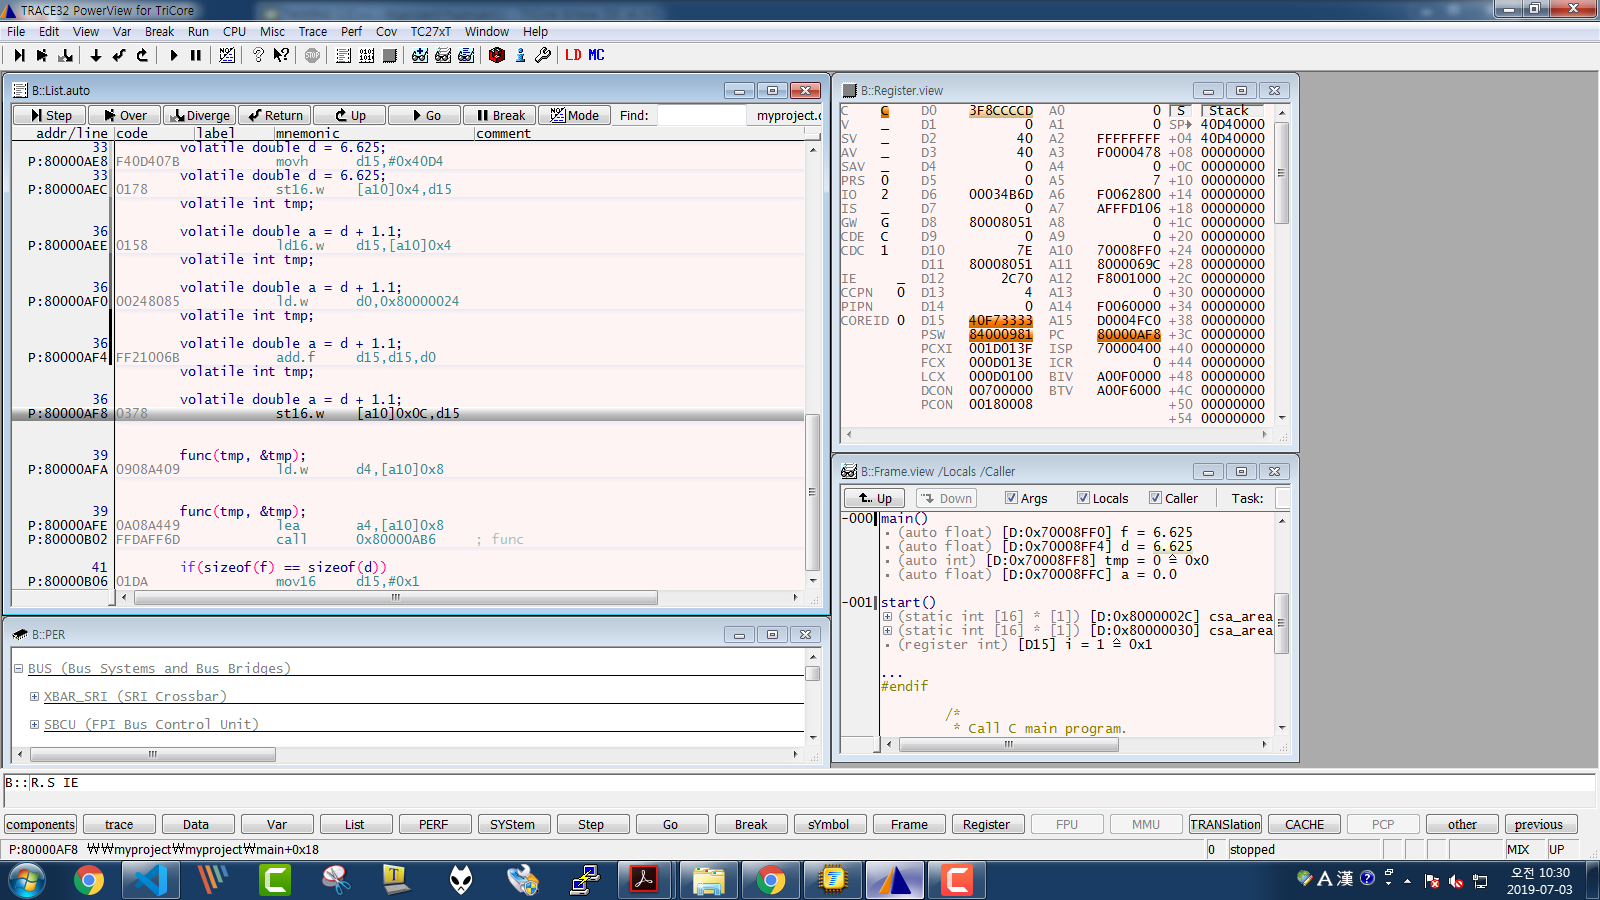 TRACE32 PowerView for TriCore
File Edit View Var Break Run CPU Misc Trace Perf Cov TC27xT Window Help
LD MC
B::List.auto
Step Over Diverge Return Up Go Break Mode Find: myproject.c
addr/line code label mnemonic comment
33 volatile double d = 6.625;
P:80000AE8 F40D407B movh d15,#0x40D4
33 volatile double d = 6.625;
P:80000AEC 0178 st16.w [a10]0x4,d15
volatile int tmp;
36 volatile double a = d + 1.1;
P:80000AEE 0158 ld16.w d15,[a10]0x4
volatile int tmp;
36 volatile double a = d + 1.1;
P:80000AF0 00248085 ld.w d0,0x80000024
volatile int tmp;
36 volatile double a = d + 1.1;
P:80000AF4 FF21006B add.f d15,d15,d0
volatile int tmp;
36 volatile double a = d + 1.1;
P:80000AF8 0378 st16.w [a10]0x0C,d15
39 func(tmp, &tmp);
P:80000AFA 0908A409 ld.w d4,[a10]0x8
39 func(tmp, &tmp);
P:80000AFE 0A08A449 lea a4,[a10]0x8
P:80000B02 FFDAFF6D call 0x80000AB6 ; func
41 if(sizeof(f) == sizeof(d))
P:80000B06 01DA mov16 d15,#0x1
B::PER
BUS (Bus Systems and Bus Bridges)
XBAR_SRI (SRI Crossbar)
SBCU (FPI Bus Control Unit)
B::Register.view
C C D0 3F8CCCCD A0 0 S Stack
V _ D1 0 A1 0 SP 40D40000
SV _ D2 40 A2 FFFFFFFF +04 40D40000
AV _ D3 40 A3 F0000478 +08 00000000
SAV _ D4 0 A4 0 +0C 00000000
PRS 0 D5 0 A5 7 +10 00000000
IO 2 D6 00034B6D A6 F0062800 +14 00000000
IS _ D7 0 A7 AFFFD106 +18 00000000
GW G D8 80008051 A8 0 +1C 00000000
CDE C D9 0 A9 0 +20 00000000
CDC 1 D10 7E A10 70008FF0 +24 00000000
D11 80008051 A11 8000069C +28 00000000
IE _ D12 2C70 A12 F8001000 +2C 00000000
CCPN 0 D13 4 A13 0 +30 00000000
PIPN D14 0 A14 F0060000 +34 00000000
COREID 0 D15 40F73333 A15 D0004FC0 +38 00000000
PSW 84000981 PC 80000AF8 +3C 00000000
PCXI 001D013F ISP 70000400 +40 00000000
FCX 000D013E ICR 0 +44 00000000
LCX 000D0100 BIV A00F0000 +48 00000000
DCON 00700000 BTV A00F6000 +4C 00000000
PCON 00180008 +50 00000000
+54 00000000
B::Frame.view /Locals /Caller
Up Down Args Locals Caller Task:
-000 main()
(auto float) [D:0x70008FF0] f = 6.625
(auto float) [D:0x70008FF4] d = 6.625
(auto int) [D:0x70008FF8] tmp = 0 ≙ 0x0
(auto float) [D:0x70008FFC] a = 0.0
-001 start()
(static int [16] * [1]) [D:0x8000002C] csa_area
(static int [16] * [1]) [D:0x80000030] csa_area
(register int) [D15] i = 1 ≙ 0x1
...
#endif
/*
* Call C main program.
B::R.S IE
components trace Data Var List PERF SYStem Step Go Break sYmbol Frame Register FPU MMU TRANSlation CACHE PCP other previous
P:80000AF8 ₩₩myproject₩myproject₩main+0x18 0 stopped MIX UP
A 漢
오전 10:30
2019-07-03